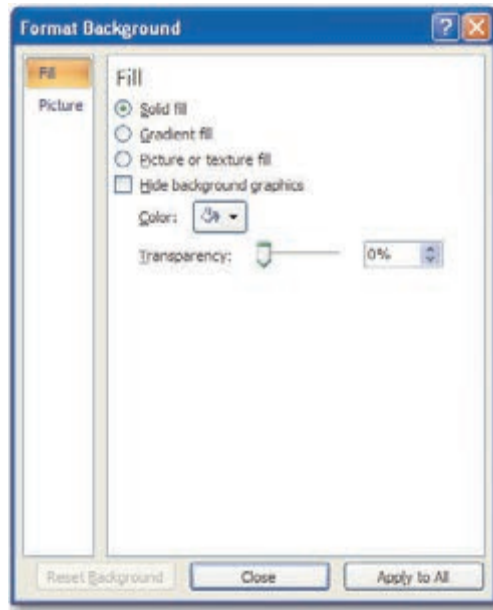 Format Background
?
Fill
Picture
Fill
Solid fill
Gradient fill
Picture or texture fill
Hide background graphics
Color:
Transparency: 0%
Reset Background Close Apply to All